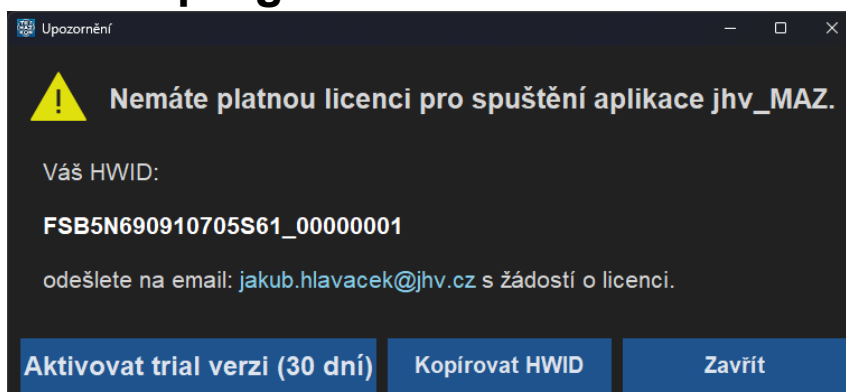 Upozornění
Nemáte platnou licenci pro spuštění aplikace jhv_MAZ.
Váš HWID:
FSB5N690910705S61_00000001
odešlete na email: jakub.hlavacek@jhv.cz s žádostí o licenci.
Aktivovat trial verzi (30 dní) Kopírovat HWID Zavřít